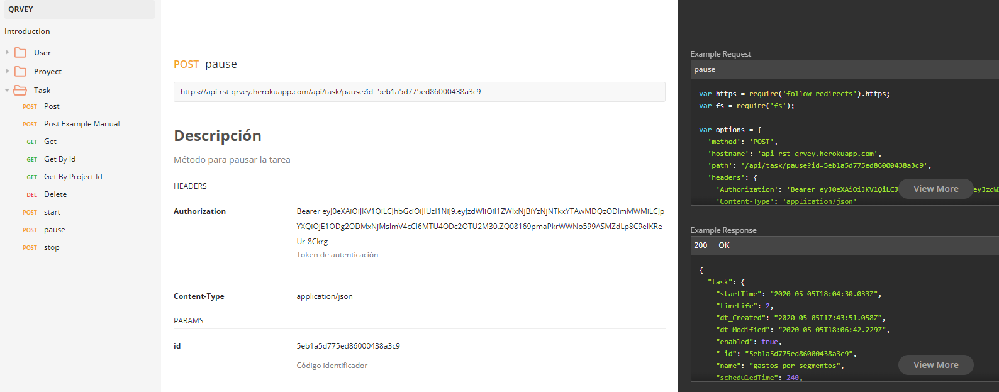 QRVEY
Introduction
User
Proyect
Task
POST Post
POST Post Example Manual
GET Get
GET Get By Id
GET Get By Project Id
DEL Delete
POST start
POST pause
POST stop
POST pause
https://api-rst-qrvey.herokuapp.com/api/task/pause?id=5eb1a5d775ed86000438a3c9
Descripción
Método para pausar la tarea
HEADERS
Authorization
Bearer eyJ0eXAiOiJKV1QiLCJhbGciOiJIUzI1NiJ9.eyJzdWIiOiI1ZWIxNjBiYzNjNTkxYTAwMDQzODlmMWMiLCJp
YXQiOjE1ODg2ODMxNjMsImV4cCI6MTU4ODc2OTU2M30.ZQ08169pmaPkrWWNo599ASMZdLp8C9eIKRe
Ur-8Ckrg
Token de autenticación
Content-Type
application/json
PARAMS
id
5eb1a5d775ed86000438a3c9
Código identificador
Example Request
pause
var https = require('follow-redirects').https;
var fs = require('fs');
var options = {
'method': 'POST',
'hostname': 'api-rst-qrvey.herokuapp.com',
'path': '/api/task/pause?id=5eb1a5d775ed86000438a3c9',
'headers': {
'Authorization': 'Bearer eyJ0eXAiOiJKV1QiLCJ
View More
eyJzdW
'Content-Type': 'application/json'
Example Response
200 − OK
{
"task": {
"startTime": "2020-05-05T18:04:30.033Z",
"timeLife": 2,
"dt_Created": "2020-05-05T17:43:51.058Z",
"dt_Modified": "2020-05-05T18:06:42.229Z",
"enabled": true,
"_id": "5eb1a5d775ed86000438a3c9",
"name": "gastos por segmentos",
View More
"scheduledTime": 240,